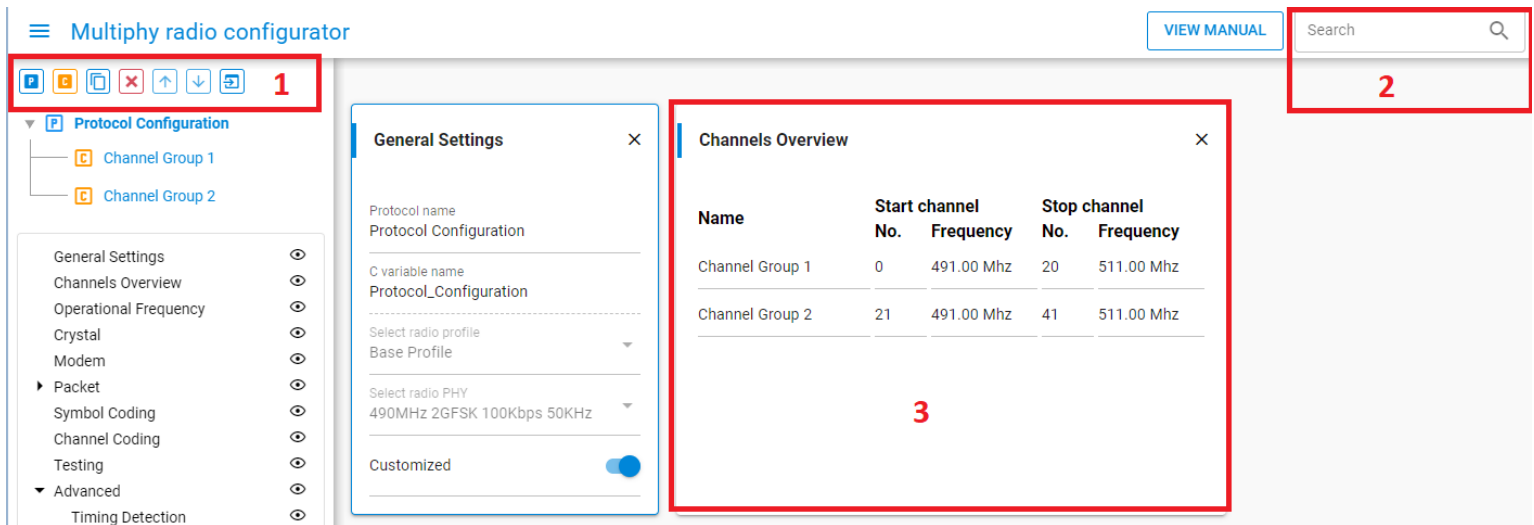 Multiphy radio configurator
VIEW MANUAL
Search
P C 1
2
P Protocol Configuration
C Channel Group 1
C Channel Group 2
General Settings
Channels Overview
Operational Frequency
Crystal
Modem
Packet
Symbol Coding
Channel Coding
Testing
Advanced
Timing Detection
General Settings
Protocol name
Protocol Configuration
C variable name
Protocol_Configuration
Select radio profile
Base Profile
Select radio PHY
490MHz 2GFSK 100Kbps 50KHz
Customized
Channels Overview
Name Start channel Stop channel
No. Frequency No. Frequency
Channel Group 1 0 491.00 Mhz 20 511.00 Mhz
Channel Group 2 21 491.00 Mhz 41 511.00 Mhz
3